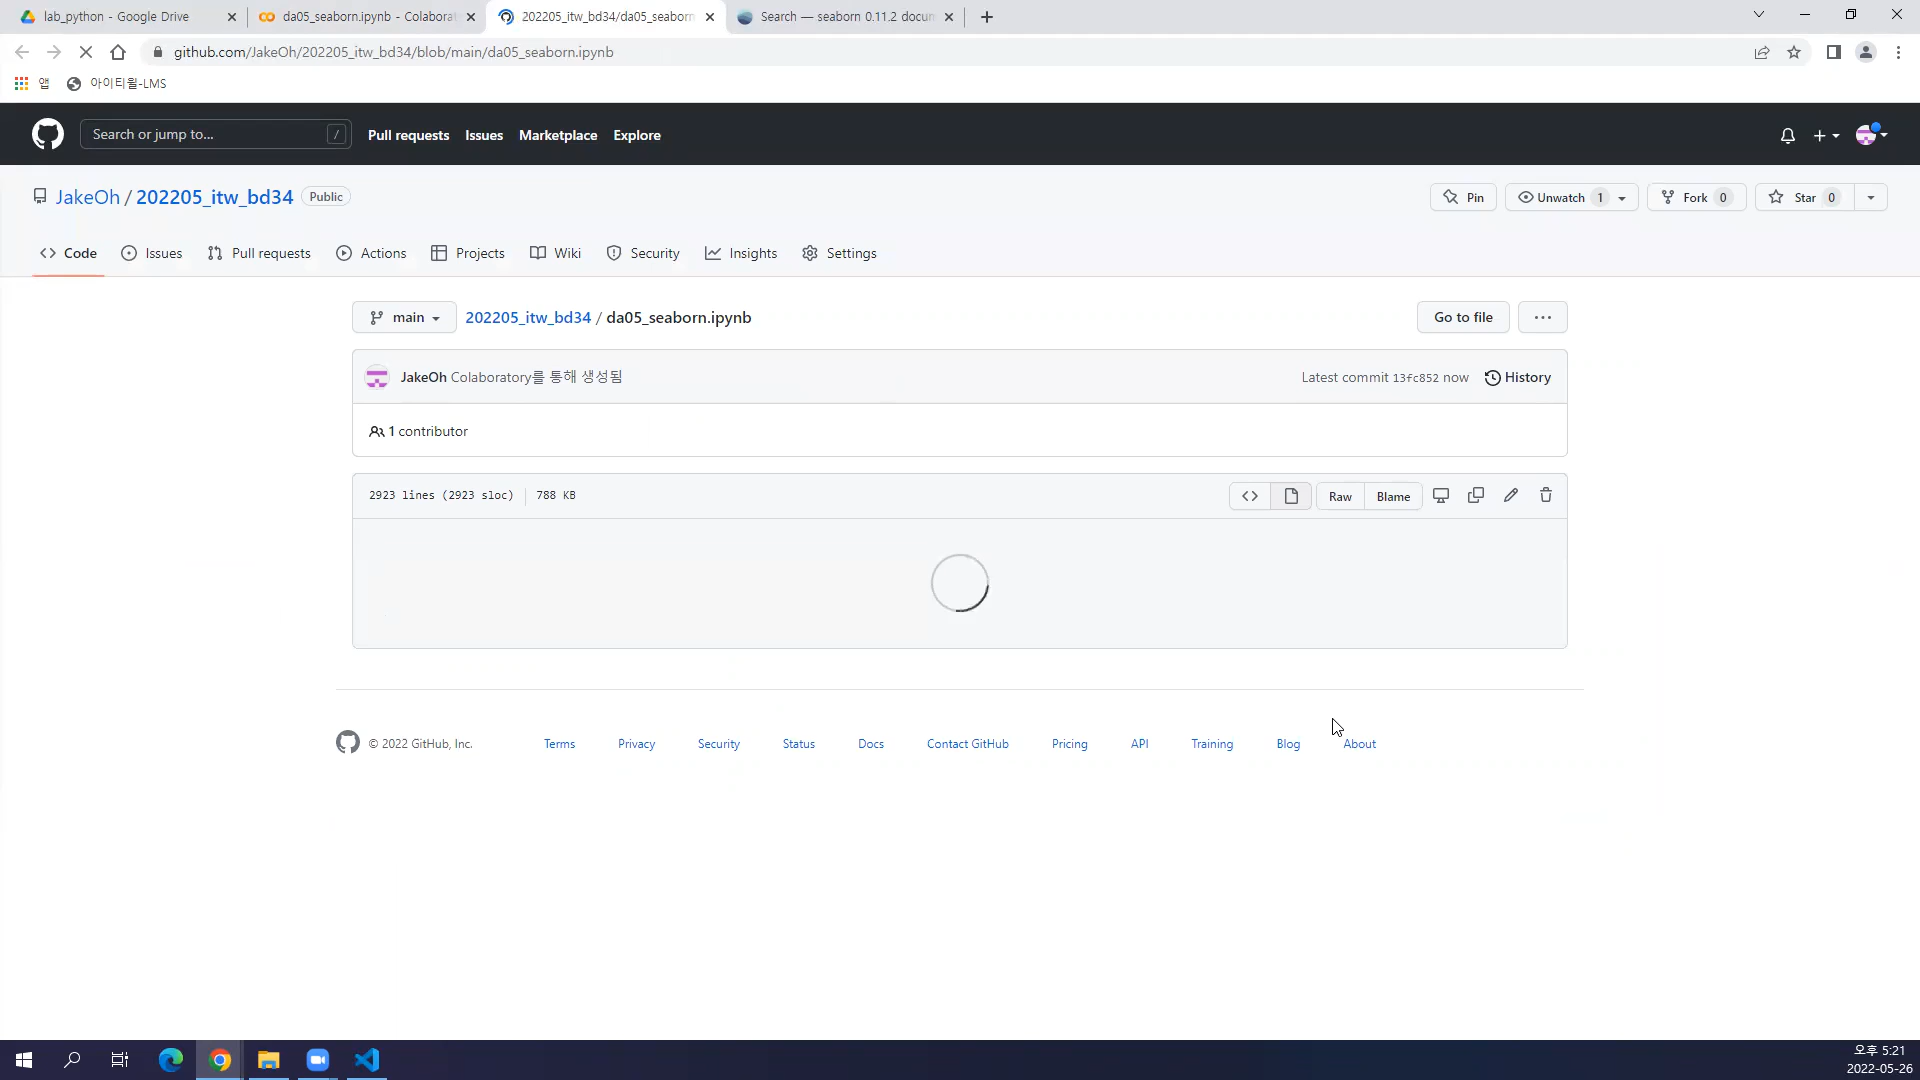 lab_python - Google Drive
da05_seaborn.ipynb - Colaborat
202205_itw_bd34/da05_seaborn
Search — seaborn 0.11.2 docum
github.com/JakeOh/202205_itw_bd34/blob/main/da05_seaborn.ipynb
앱 아이티윌-LMS
Search or jump to... / Pull requests Issues Marketplace Explore
JakeOh / 202205_itw_bd34 Public
Pin Unwatch 1 Fork 0 Star 0
Code Issues Pull requests Actions Projects Wiki Security Insights Settings
main 202205_itw_bd34 / da05_seaborn.ipynb Go to file
JakeOh Colaboratory를 통해 생성됨 Latest commit 13fc852 now History
1 contributor
2923 lines (2923 sloc) 788 KB Raw Blame
© 2022 GitHub, Inc. Terms Privacy Security Status Docs Contact GitHub Pricing API Training Blog About
오후 5:21
2022-05-26